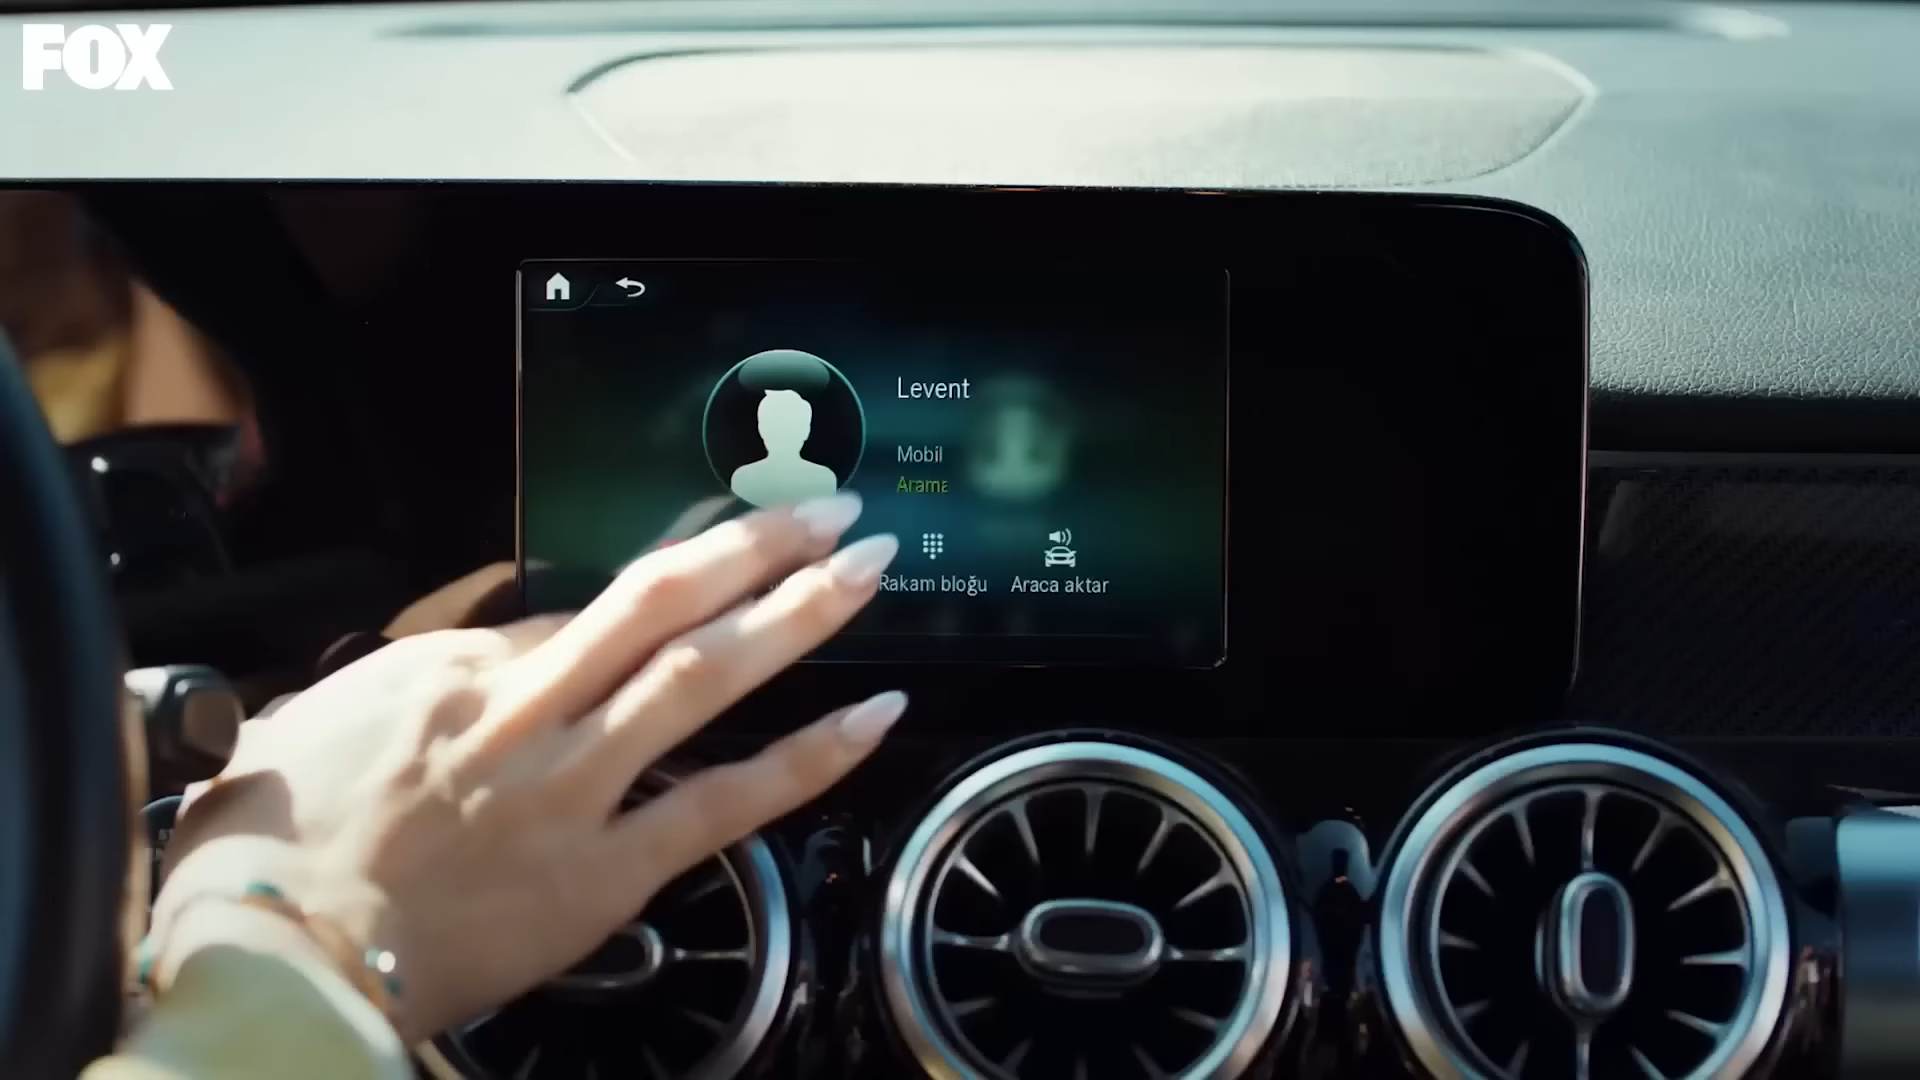 FOX
Levent
Mobil
Arama
Rakam bloğu
Araca aktar